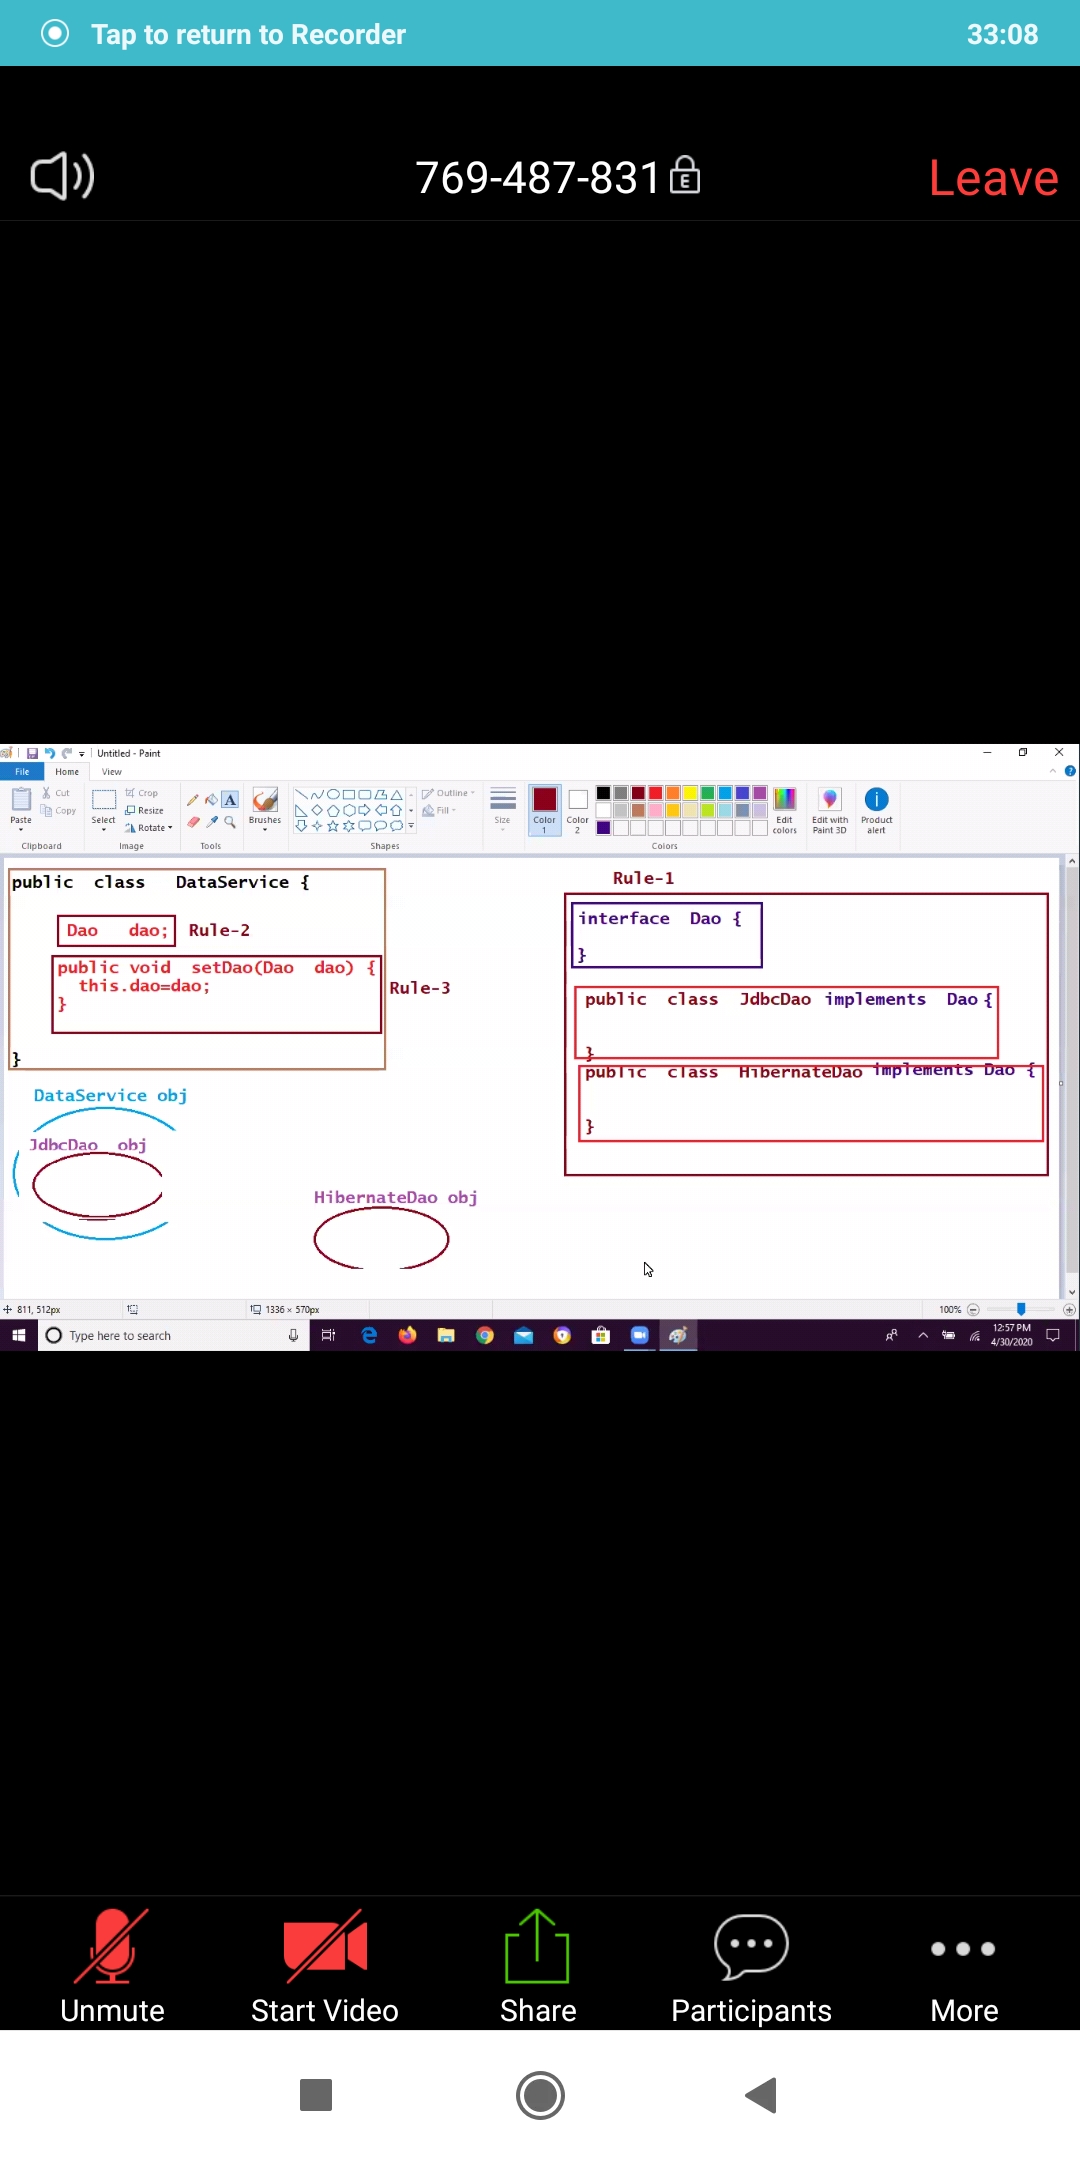 Tap to return to Recorder 33:08
769-487-831 E Leave
Untitled - Paint
File Home View
Paste
Cut
Copy
Clipboard
Select
Crop
Resize
Rotate
Image
A
Tools
Brushes
Outline
Fill
Shapes
Size
Color 1
Color 2
Edit colors
Colors
Edit with Paint 3D
Product alert
public class DataService {
Dao dao; Rule-2
public void setDao(Dao dao) {
this.dao=dao;
}
Rule-3
}
DataService obj
JdbcDao obj
HibernateDao obj
Rule-1
interface Dao {
}
public class JdbcDao implements Dao {
}
public class HibernateDao implements Dao {
}
811, 512px 1336 × 570px 100%
Type here to search 12:57 PM
4/30/2020
Unmute Start Video Share Participants More